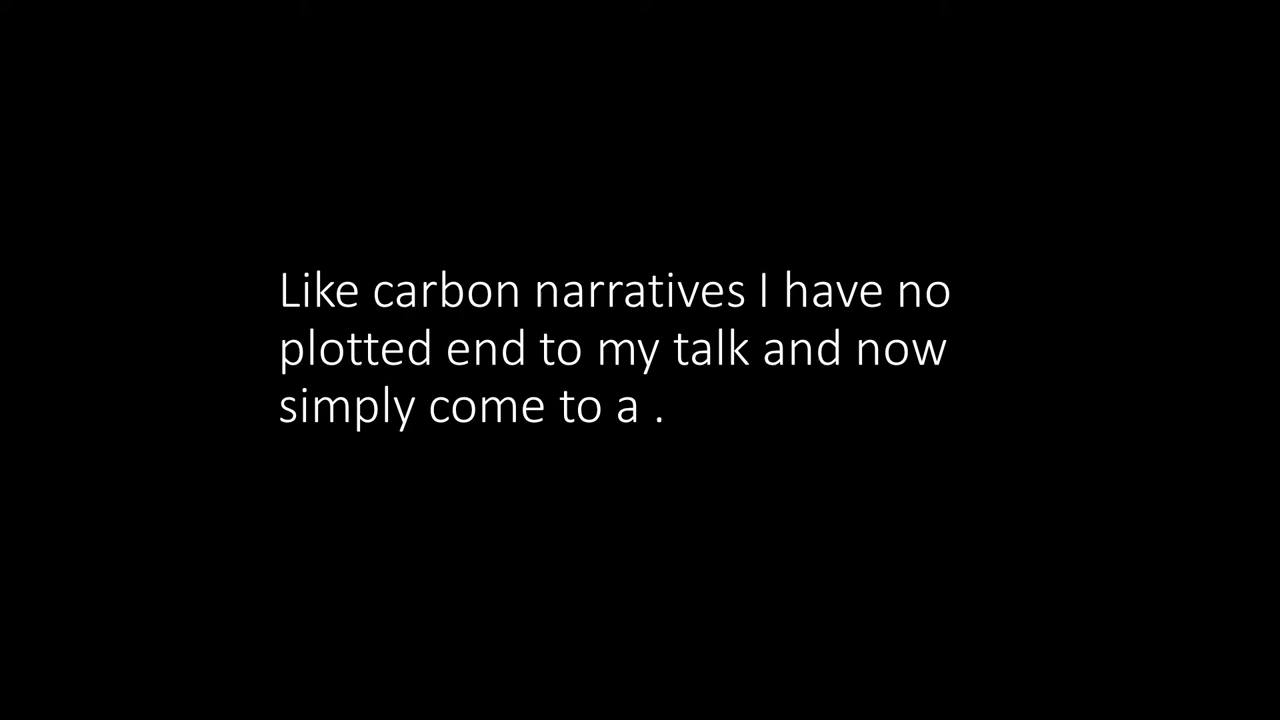 Like carbon narratives I have no
plotted end to my talk and now
simply come to a .